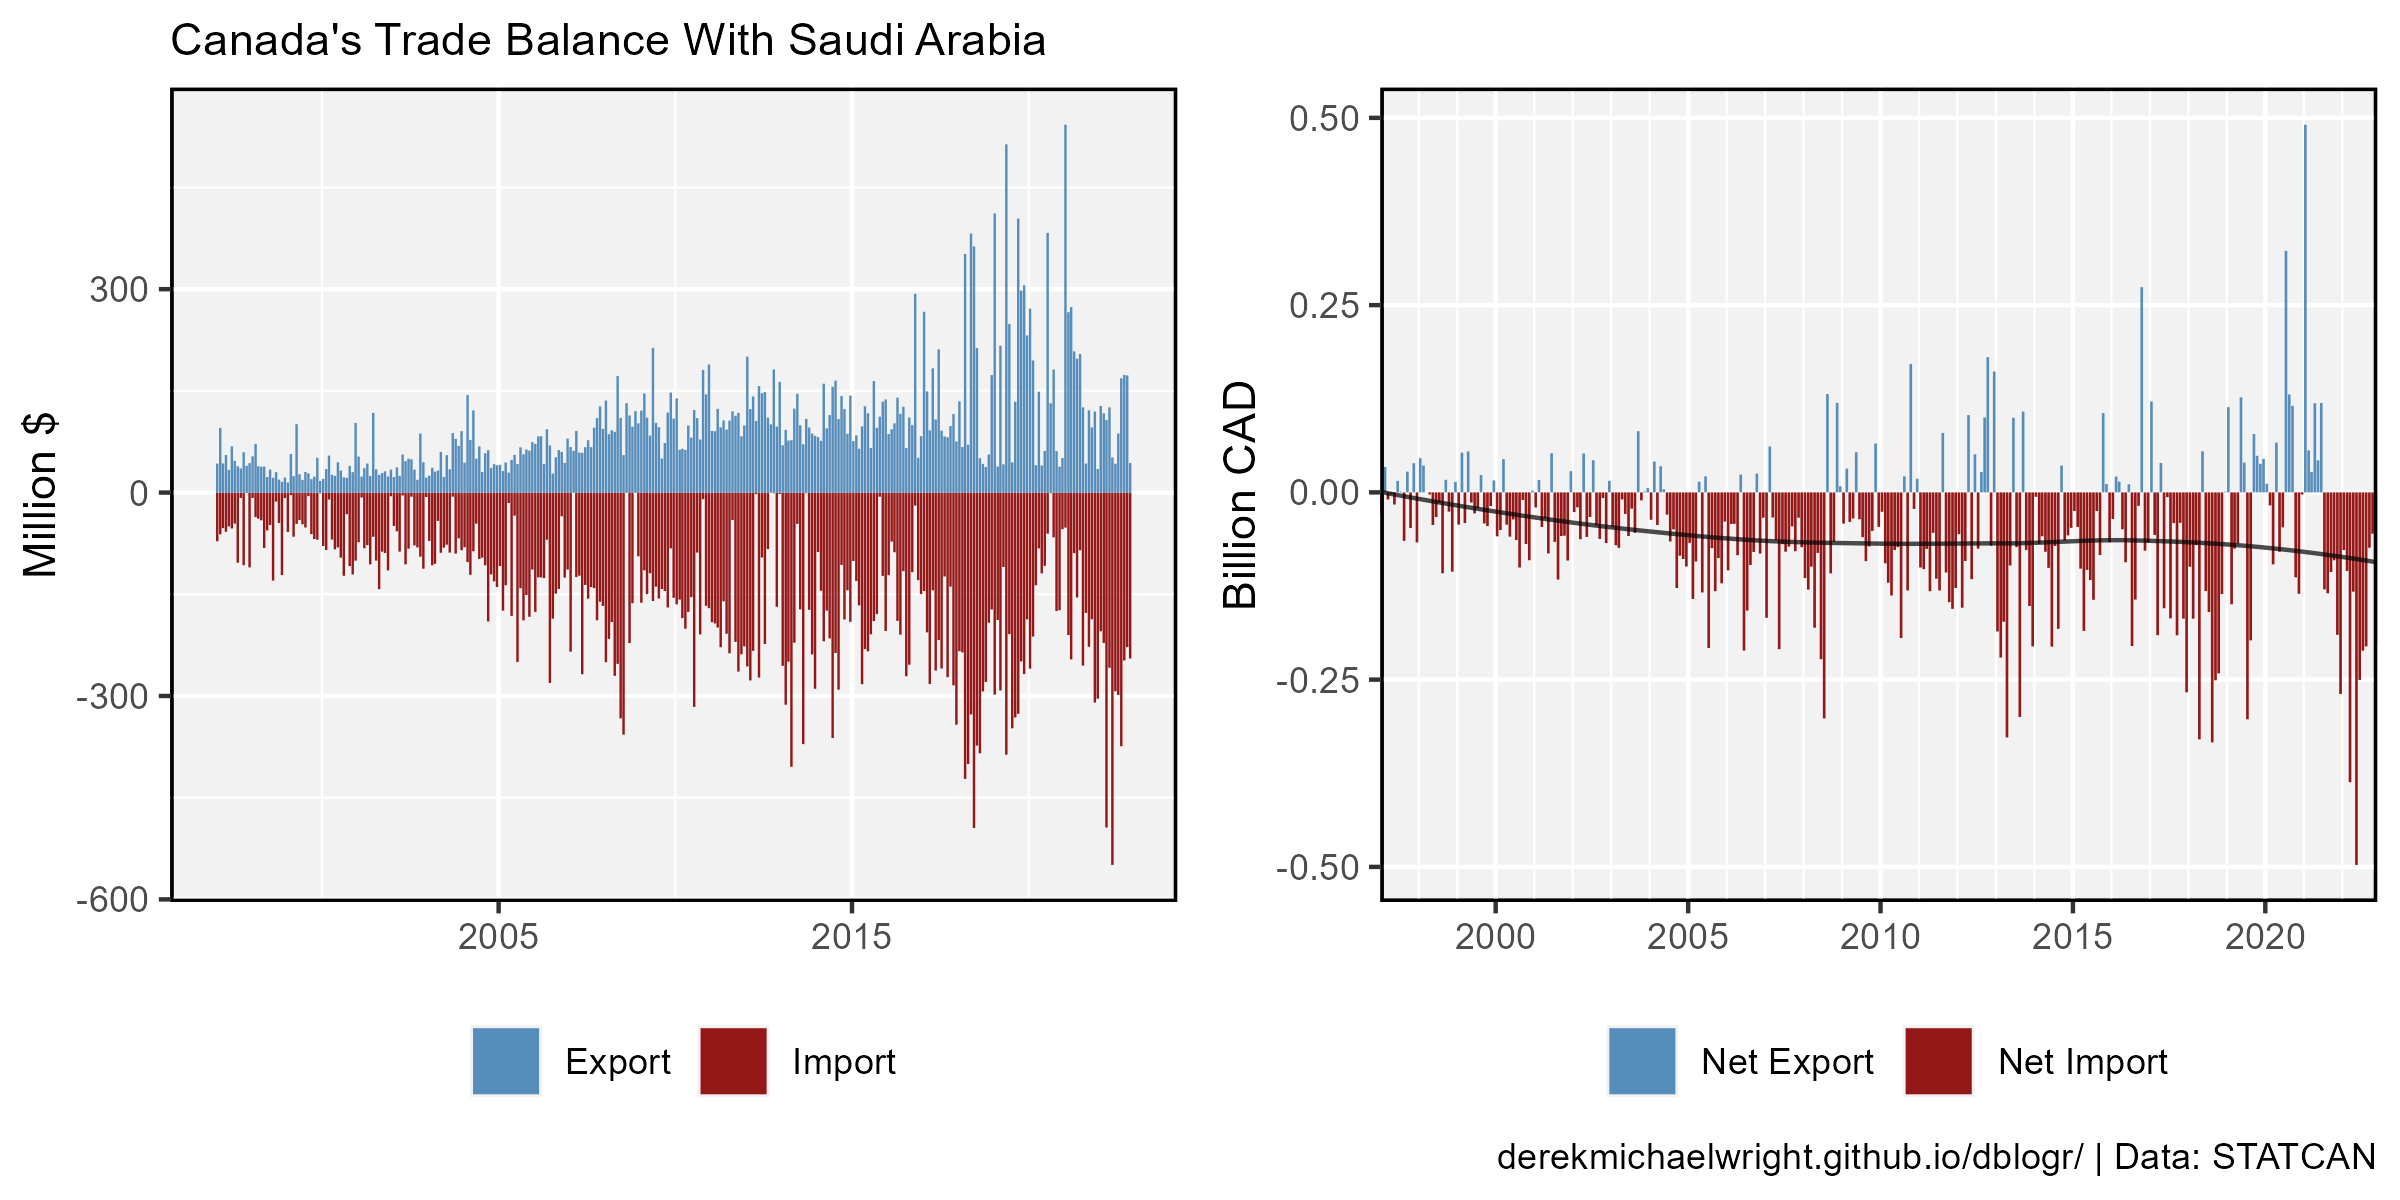 Canada's Trade Balance With Saudi Arabia
Million $
300
0
-300
-600
2005
2015
Export
Import
Billion CAD
0.50
0.25
0.00
-0.25
-0.50
2000
2005
2010
2015
2020
Net Export
Net Import
derekmichaelwright.github.io/dblogr/ | Data: STATCAN